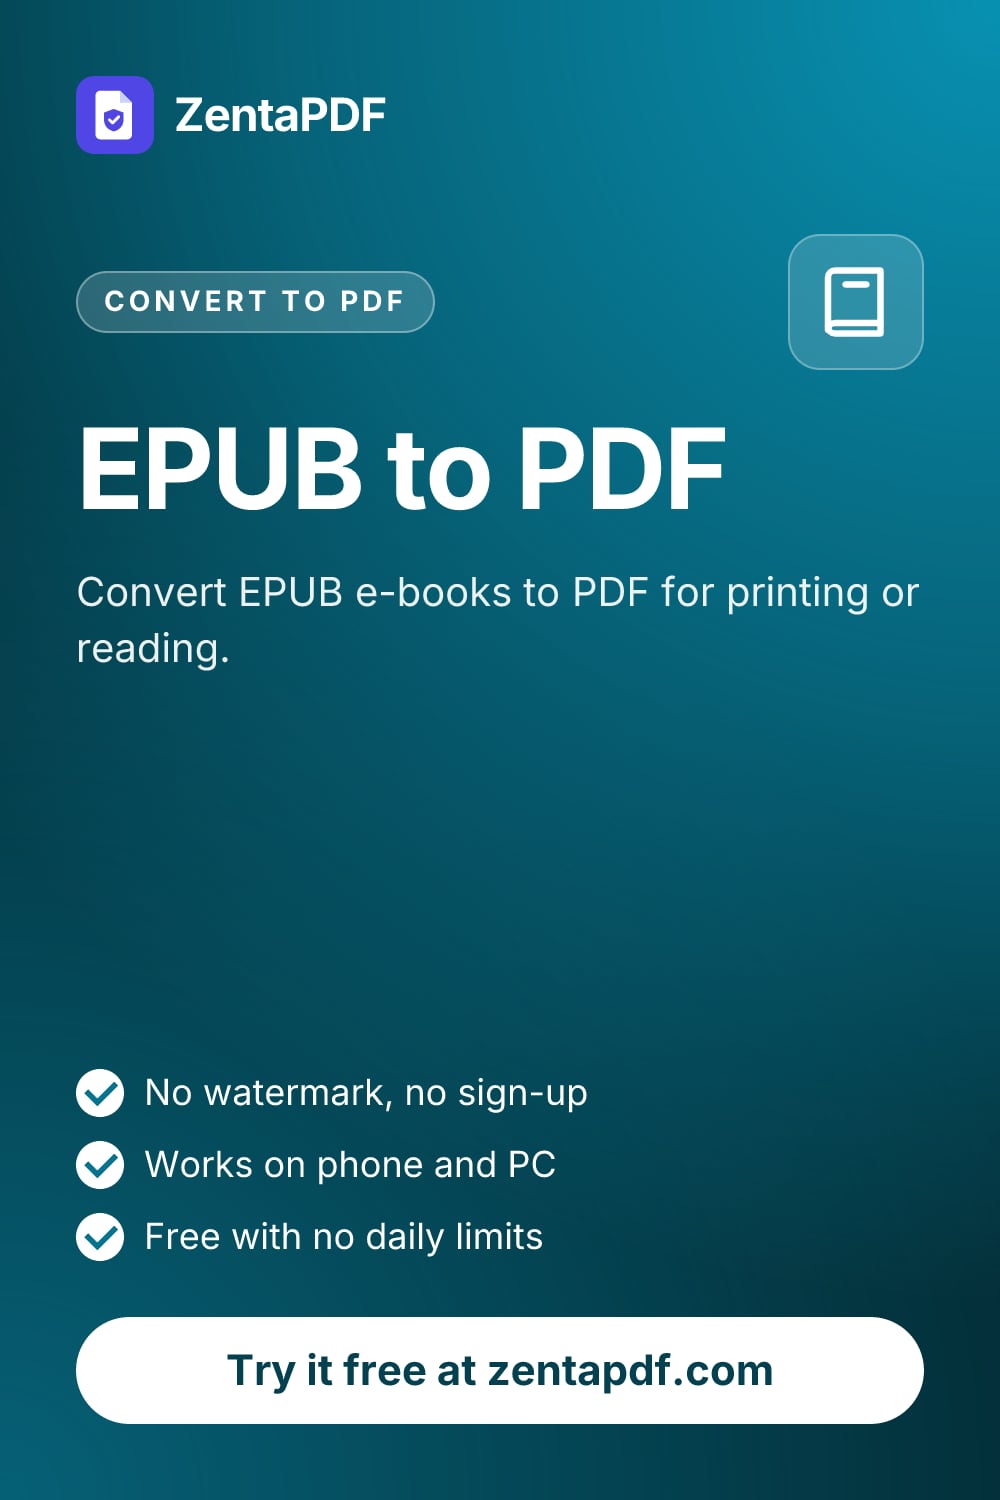 ZentaPDF
CONVERT TO PDF
EPUB to PDF
Convert EPUB e-books to PDF for printing or
reading.
No watermark, no sign-up
Works on phone and PC
Free with no daily limits
Try it free at zentapdf.com